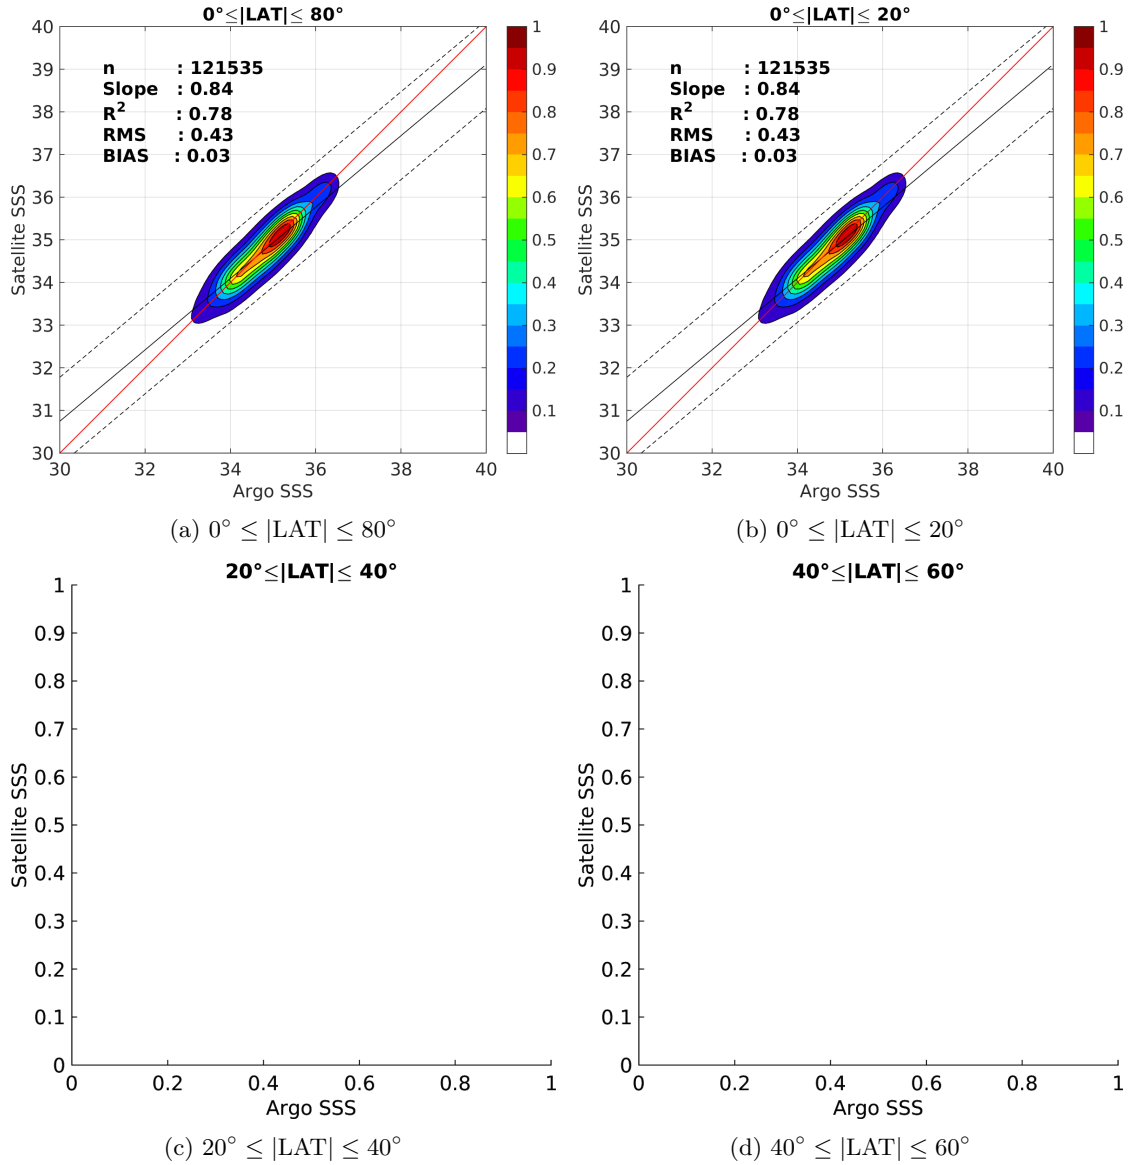 0°≤|LAT|≤ 80°
40
39
38
37
36
35
34
33
32
31
30
Satellite SSS
n : 121535
Slope : 0.84
R² : 0.78
RMS : 0.43
BIAS : 0.03
30 32 34 36 38 40
Argo SSS
1
0.9
0.8
0.7
0.6
0.5
0.4
0.3
0.2
0.1
(a) 0° ≤ |LAT| ≤ 80°
0°≤|LAT|≤ 20°
40
39
38
37
36
35
34
33
32
31
30
Satellite SSS
n : 121535
Slope : 0.84
R² : 0.78
RMS : 0.43
BIAS : 0.03
30 32 34 36 38 40
Argo SSS
1
0.9
0.8
0.7
0.6
0.5
0.4
0.3
0.2
0.1
(b) 0° ≤ |LAT| ≤ 20°
20°≤|LAT|≤ 40°
1
0.9
0.8
0.7
0.6
0.5
0.4
0.3
0.2
0.1
0
Satellite SSS
0 0.2 0.4 0.6 0.8 1
Argo SSS
(c) 20° ≤ |LAT| ≤ 40°
40°≤|LAT|≤ 60°
1
0.9
0.8
0.7
0.6
0.5
0.4
0.3
0.2
0.1
0
Satellite SSS
0 0.2 0.4 0.6 0.8 1
Argo SSS
(d) 40° ≤ |LAT| ≤ 60°